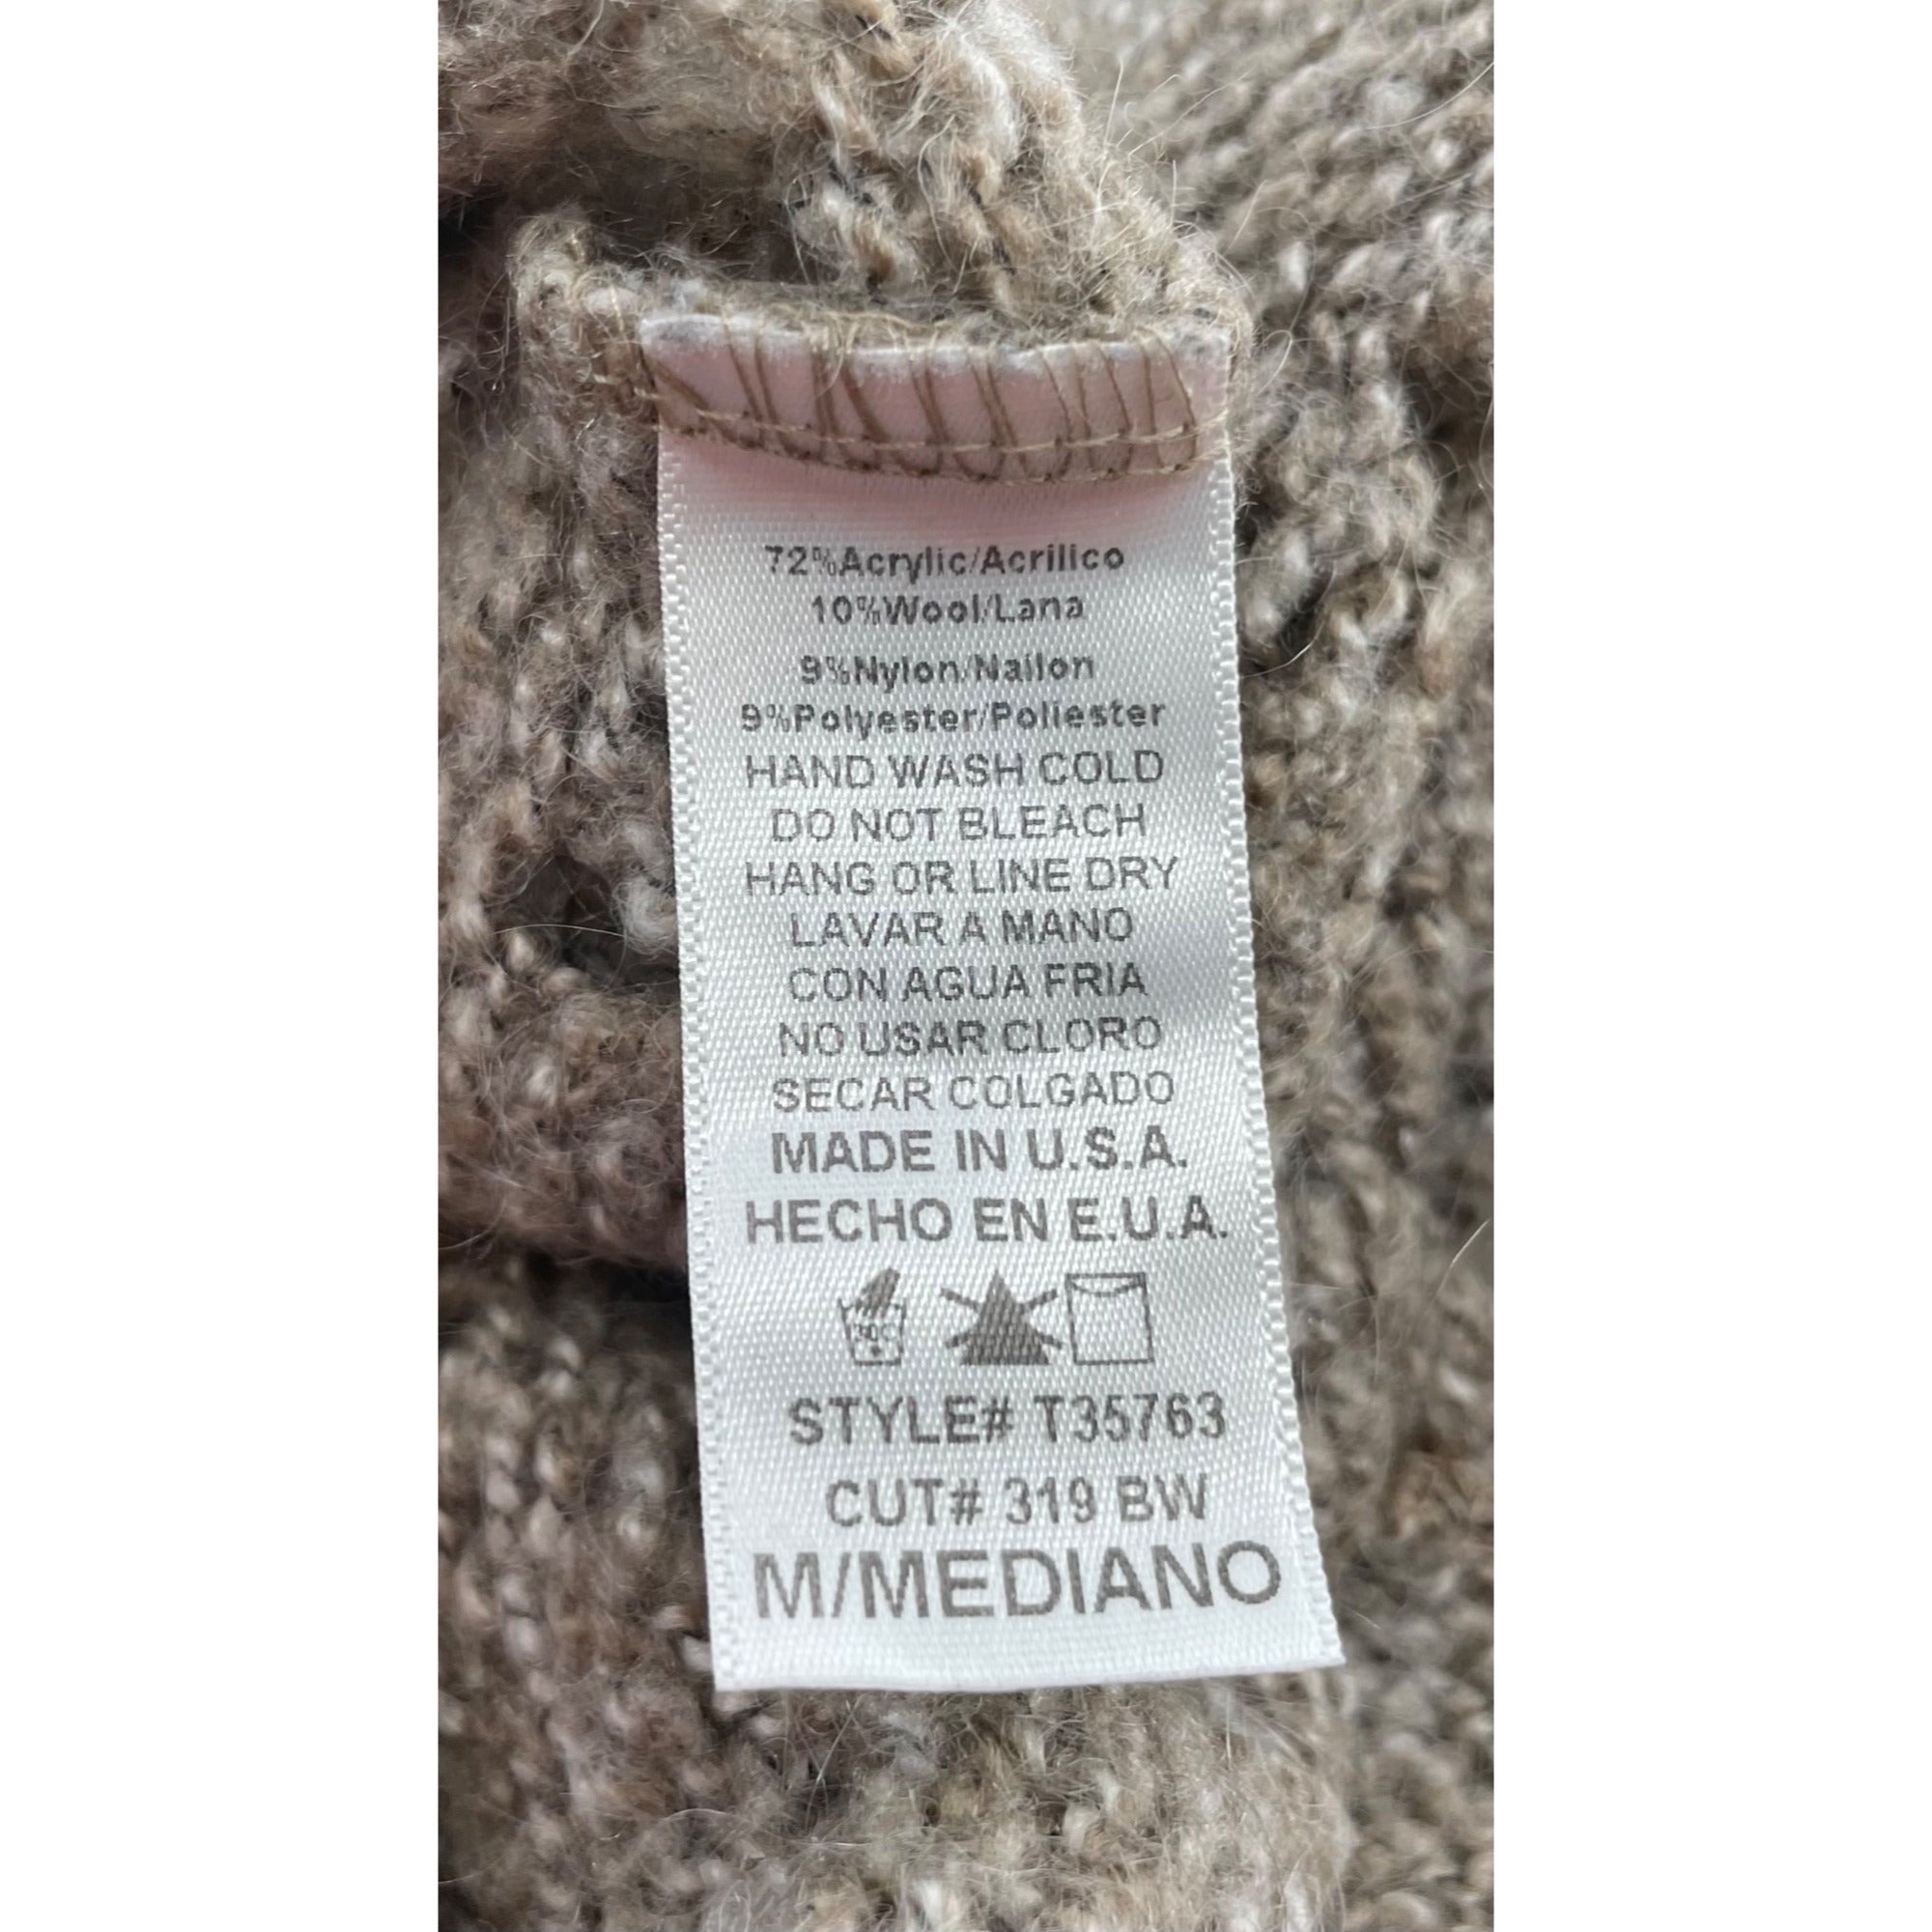 72%Acrylic/Acrilico
10%Wool/Lana
9%Nylon/Nailon
9%Polyester/Poliester
HAND WASH COLD
DO NOT BLEACH
HANG OR LINE DRY
LAVAR A MANO
CON AGUA FRIA
NO USAR CLORO
SECAR COLGADO
MADE IN U.S.A.
HECHO EN E.U.A.
STYLE# T35763
CUT# 319 BW
M/MEDIANO